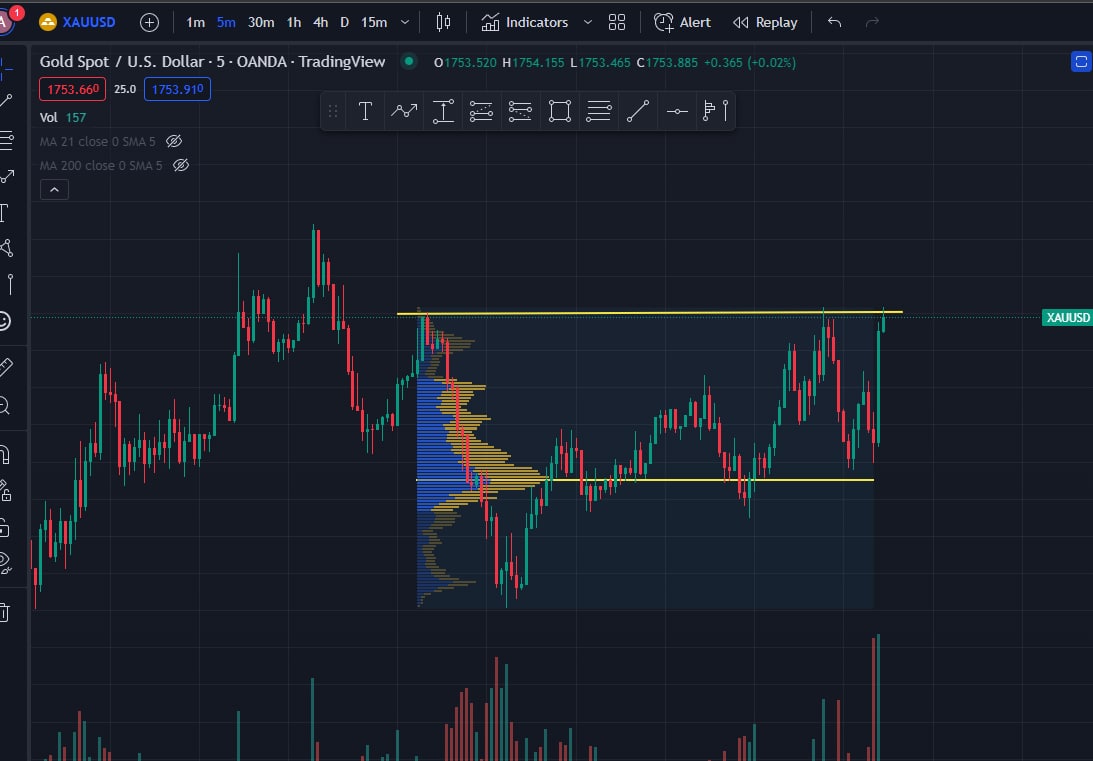 A 1 XAUUSD 1m 5m 30m 1h 4h D 15m Indicators Alert Replay
Gold Spot / U.S. Dollar · 5 · OANDA · TradingView O1753.520 H1754.155 L1753.465 C1753.885 +0.365 (+0.02%)
1753.660 25.0 1753.910
Vol 157
MA 21 close 0 SMA 5
MA 200 close 0 SMA 5
XAUUSD